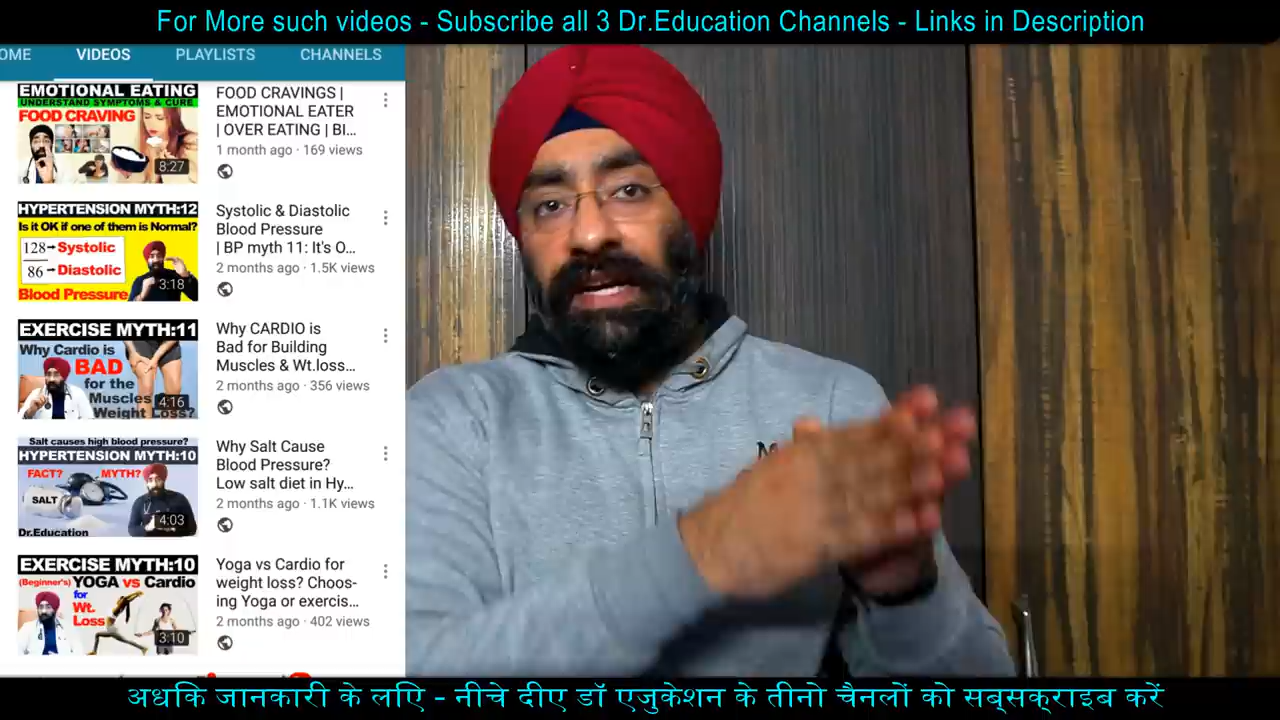 For More such videos - Subscribe all 3 Dr.Education Channels - Links in Description
OME VIDEOS PLAYLISTS CHANNELS
EMOTIONAL EATING
UNDERSTAND SYMPTOMS & CURE
FOOD CRAVING
8:27
FOOD CRAVINGS |
EMOTIONAL EATER
| OVER EATING | BI...
1 month ago · 169 views
HYPERTENSION MYTH:12
Is it OK if one of them is Normal?
128→Systolic
86→Diastolic
Blood Pressure
3:18
Systolic & Diastolic
Blood Pressure
| BP myth 11: It's O...
2 months ago · 1.5K views
EXERCISE MYTH:11
Why Cardio is
BAD
for the
Muscles
Weight Loss?
4:16
Why CARDIO is
Bad for Building
Muscles & Wt.loss...
2 months ago · 356 views
Salt causes high blood pressure?
HYPERTENSION MYTH:10
FACT? MYTH?
SALT
Dr.Education
4:03
Why Salt Cause
Blood Pressure?
Low salt diet in Hy...
2 months ago · 1.1K views
EXERCISE MYTH:10
(Beginner's) YOGA vs Cardio
for
Wt.
Loss
3:10
Yoga vs Cardio for
weight loss? Choos-
ing Yoga or exercis...
2 months ago · 402 views
M
अधकि जानकारी के लएि - नीचे दीए डॉ एजुकेशन के तीनो चैनलों को सब्सक्राइब करें